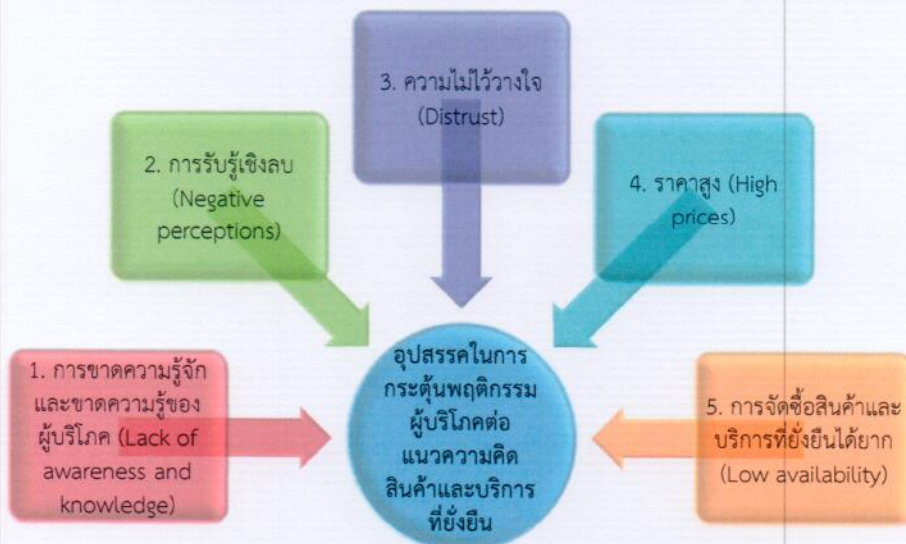 1. การขาดความรู้จัก
และขาดความรู้ของ
ผู้บริโภค (Lack of
awareness and
knowledge)
2. การรับรู้เชิงลบ
(Negative
perceptions)
3. ความไม่ไว้วางใจ
(Distrust)
4. ราคาสูง (High
prices)
5. การจัดซื้อสินค้าและ
บริการที่ยั่งยืนได้ยาก
(Low availability)
อุปสรรคในการ
กระตุ้นพฤติกรรม
ผู้บริโภคต่อ
แนวความคิด
สินค้าและบริการ
ที่ยั่งยืน